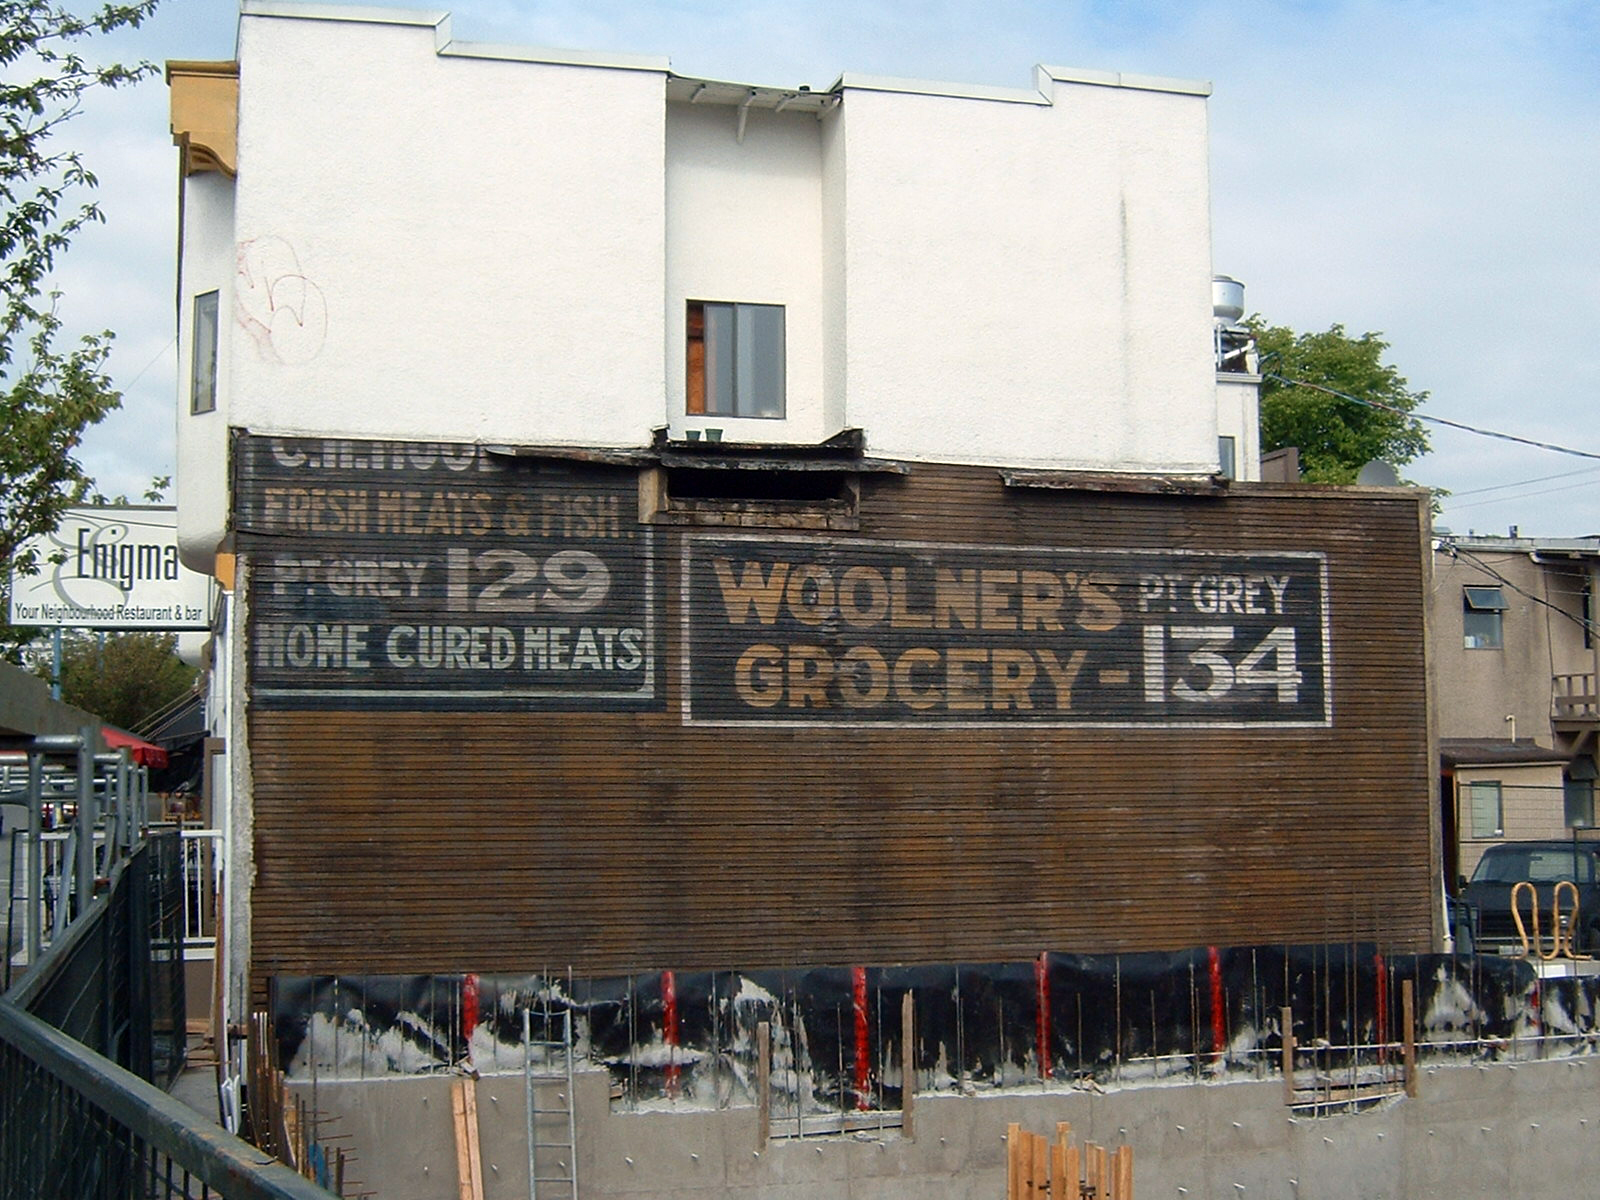 FRESH MEATS & FISH.
PT. GREY 129
HOME CURED MEATS
WOOLNER'S PT. GREY
GROCERY - 134
Enigma
Your Neighbourhood Restaurant & bar